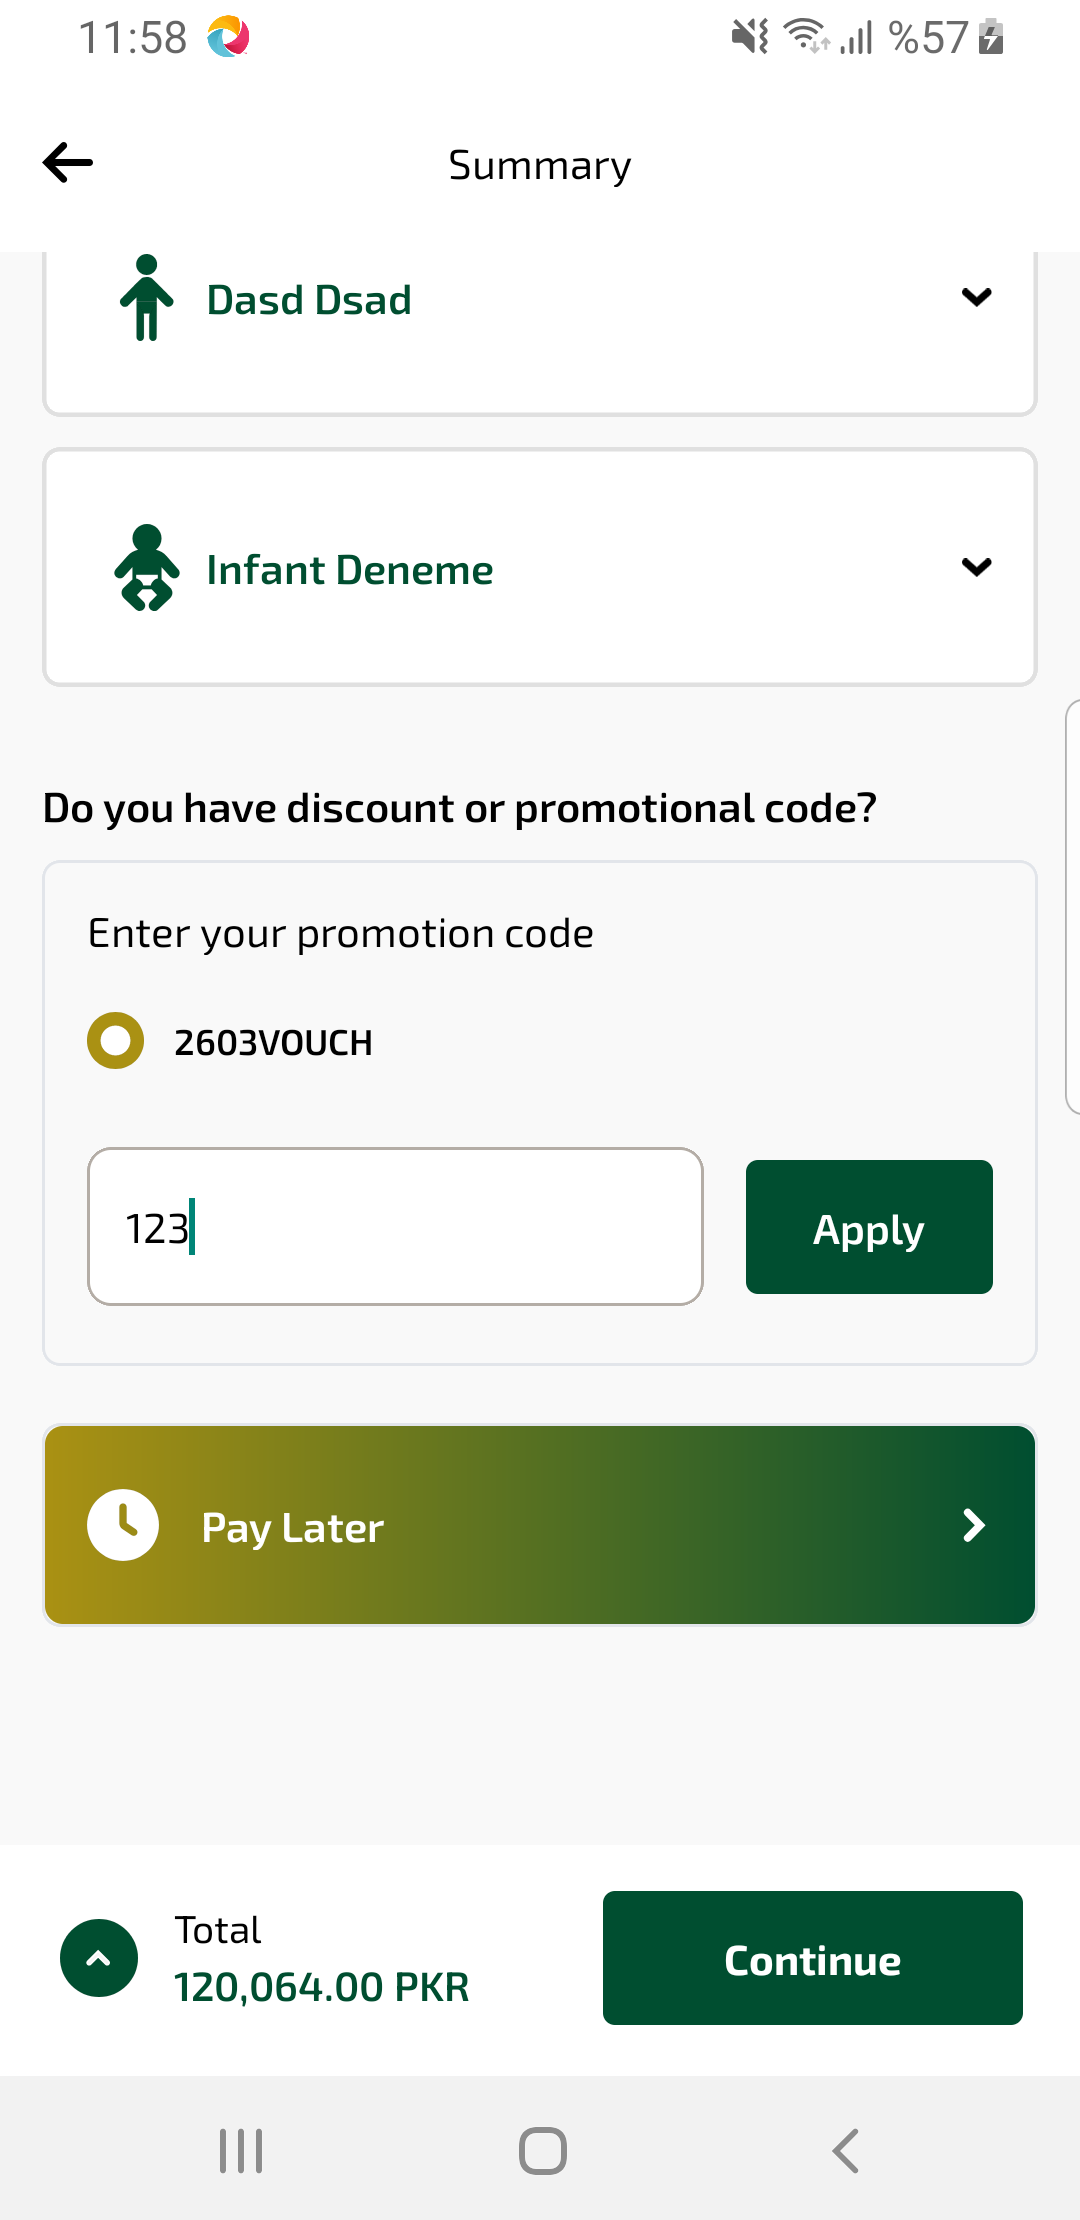 11:58
%57
Summary
Dasd Dsad
Infant Deneme
Do you have discount or promotional code?
Enter your promotion code
2603VOUCH
123
Apply
Pay Later
Total
120,064.00 PKR
Continue